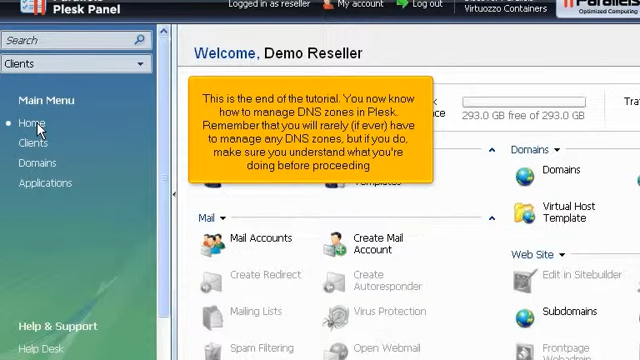 Plesk Panel
Logged in as reseller
My account
Log out
Virtuozzo Containers
Parallels
Optimized Computing
Search
Clients
Main Menu
Home
Clients
Domains
Applications
Help & Support
Help Desk
Welcome, Demo Reseller
This is the end of the tutorial. You now know
how to manage DNS zones in Plesk.
Remember that you will rarely (if ever) have
to manage any DNS zones, but if you do,
make sure you understand what you're
doing before proceeding
293.0 GB free of 293.0 GB
Mail
Mail Accounts
Create Mail
Account
Create Redirect
Create
Autoresponder
Mailing Lists
Virus Protection
Spam Filtering
Open Webmail
Domains
Domains
Virtual Host
Template
Web Site
Edit in Sitebuilder
Subdomains
Frontpage
Webadmin